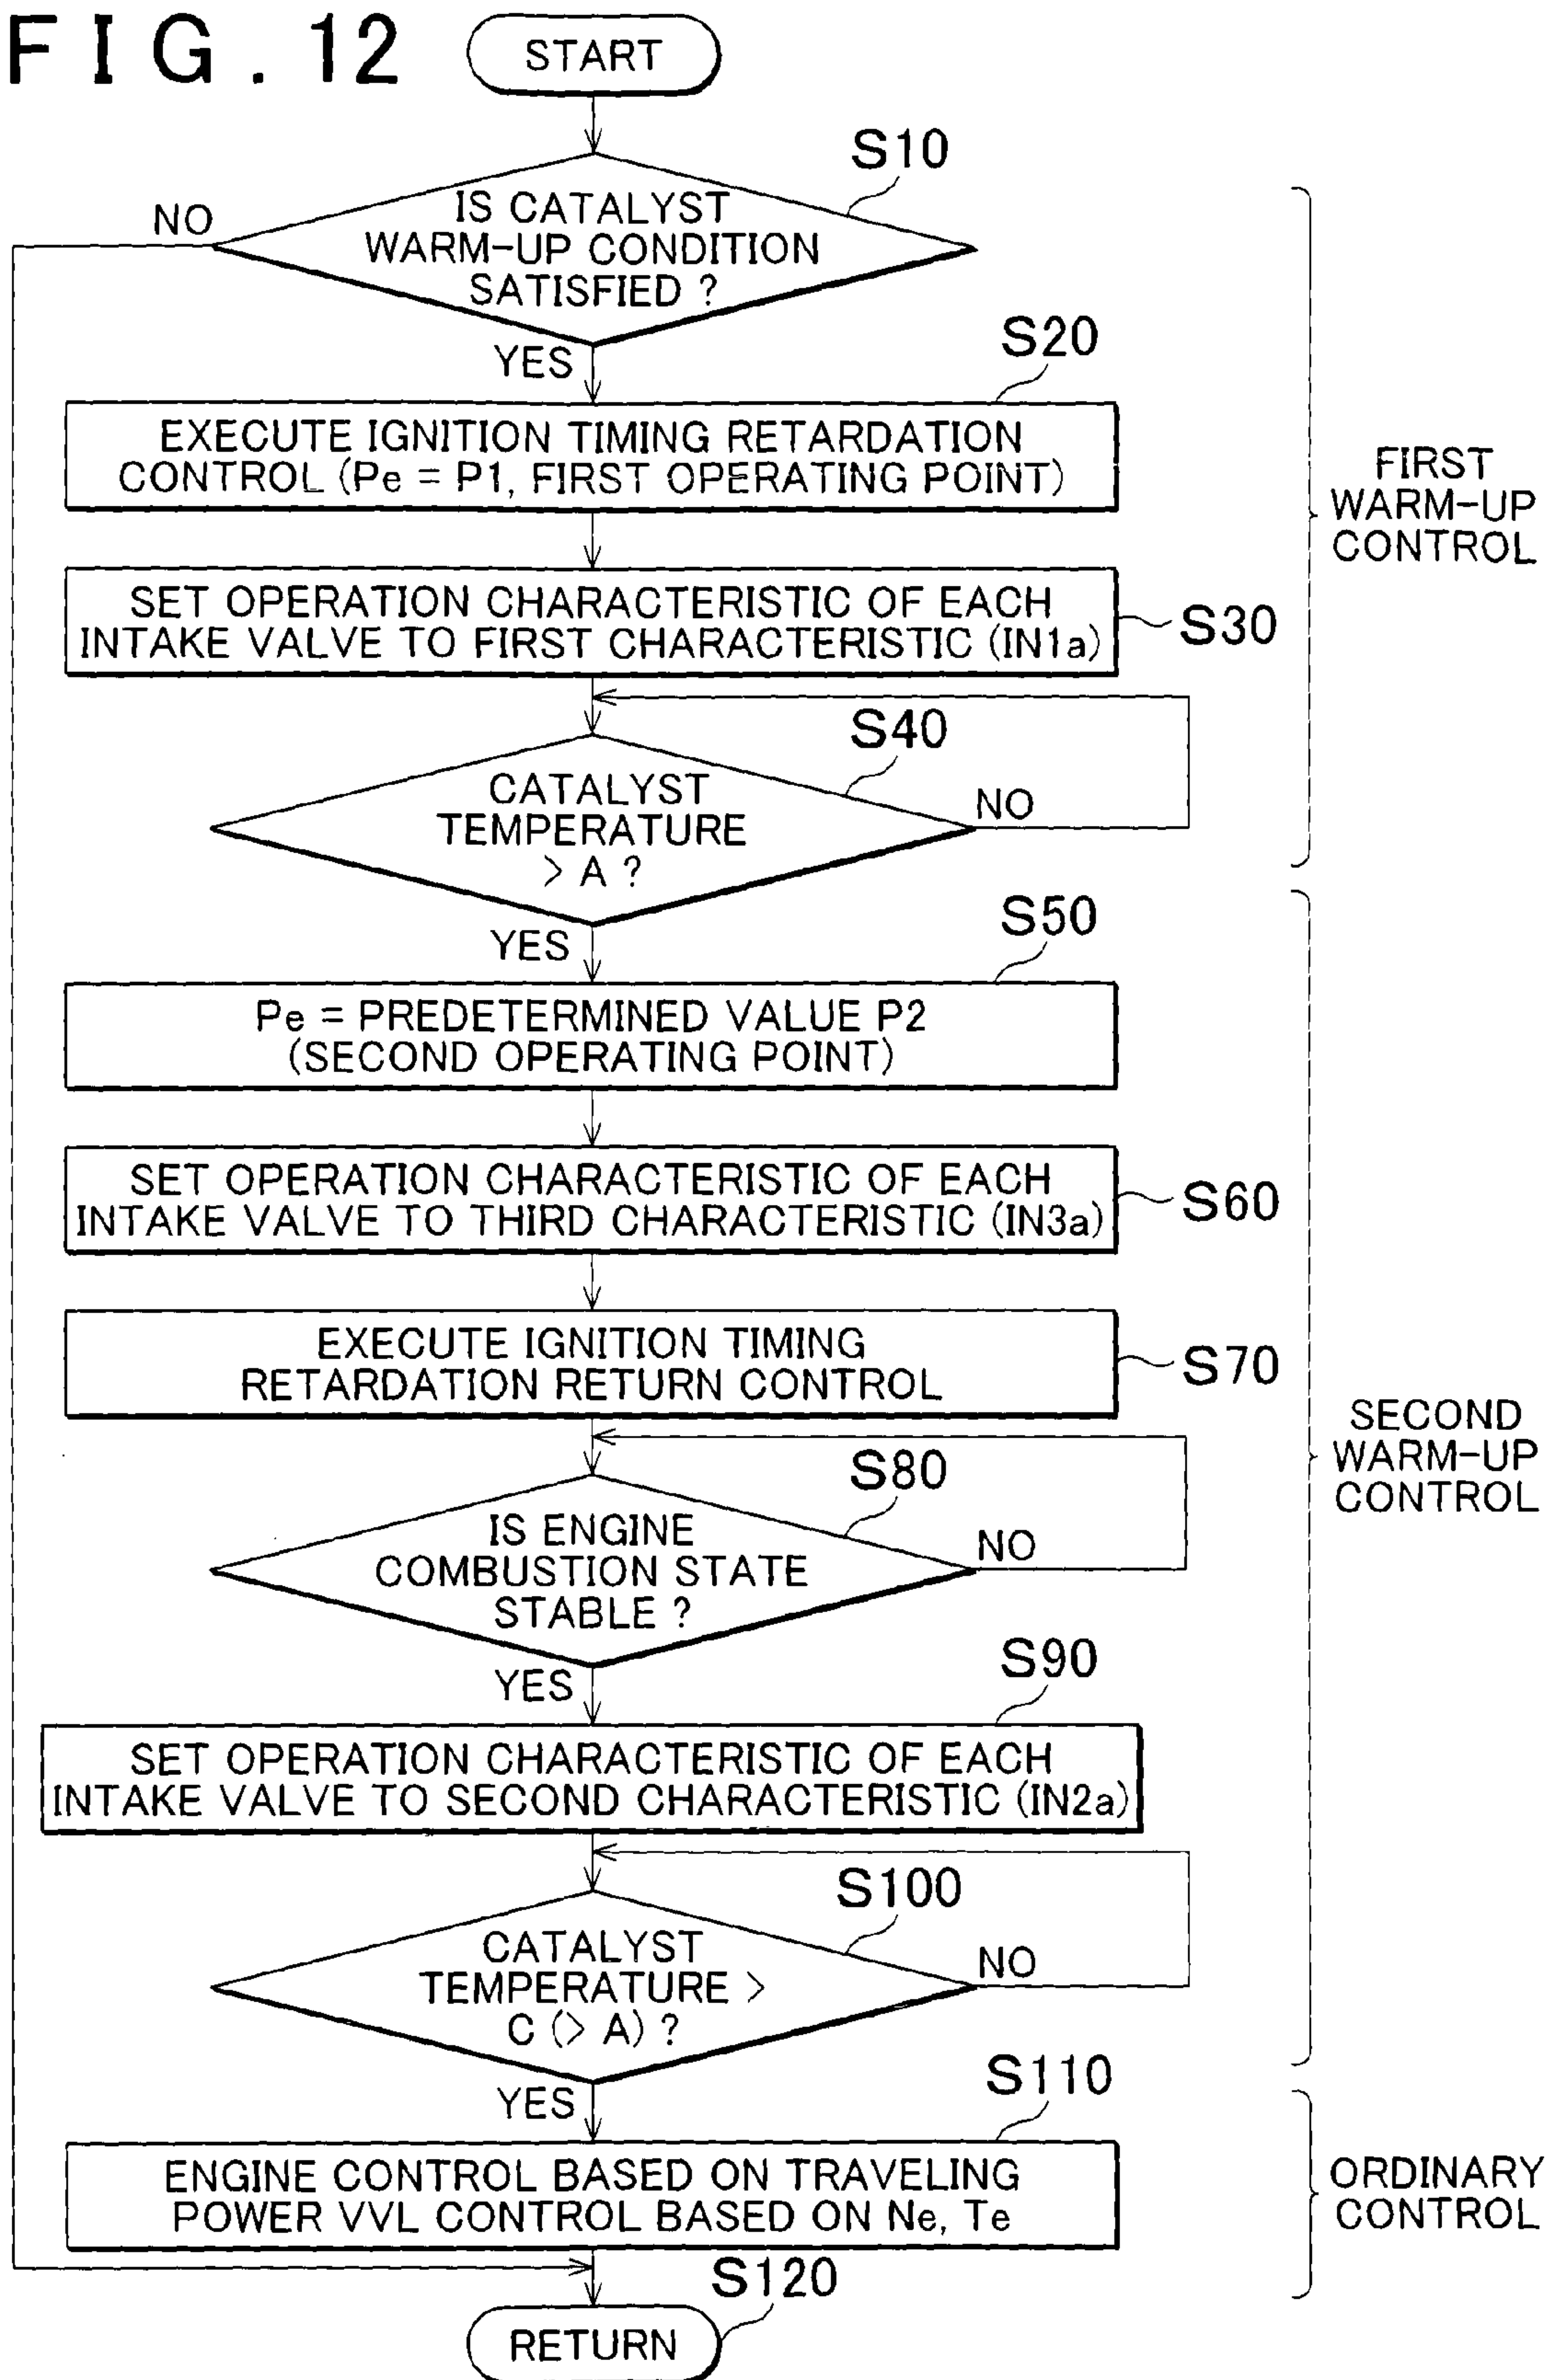 FIG. 12
START
S10
IS CATALYST
WARM-UP CONDITION
SATISFIED ?
NO
YES
S20
EXECUTE IGNITION TIMING RETARDATION
CONTROL (Pe = P1, FIRST OPERATING POINT)
FIRST
WARM-UP
CONTROL
SET OPERATION CHARACTERISTIC OF EACH
INTAKE VALVE TO FIRST CHARACTERISTIC (IN1a)
S30
S40
CATALYST
TEMPERATURE
> A ?
NO
YES
S50
Pe = PREDETERMINED VALUE P2
(SECOND OPERATING POINT)
SET OPERATION CHARACTERISTIC OF EACH
INTAKE VALVE TO THIRD CHARACTERISTIC (IN3a)
S60
EXECUTE IGNITION TIMING
RETARDATION RETURN CONTROL
S70
SECOND
WARM-UP
CONTROL
S80
IS ENGINE
COMBUSTION STATE
STABLE ?
NO
YES
S90
SET OPERATION CHARACTERISTIC OF EACH
INTAKE VALVE TO SECOND CHARACTERISTIC (IN2a)
S100
CATALYST
TEMPERATURE >
C (> A) ?
NO
YES
S110
ENGINE CONTROL BASED ON TRAVELING
POWER VVL CONTROL BASED ON Ne, Te
ORDINARY
CONTROL
S120
RETURN